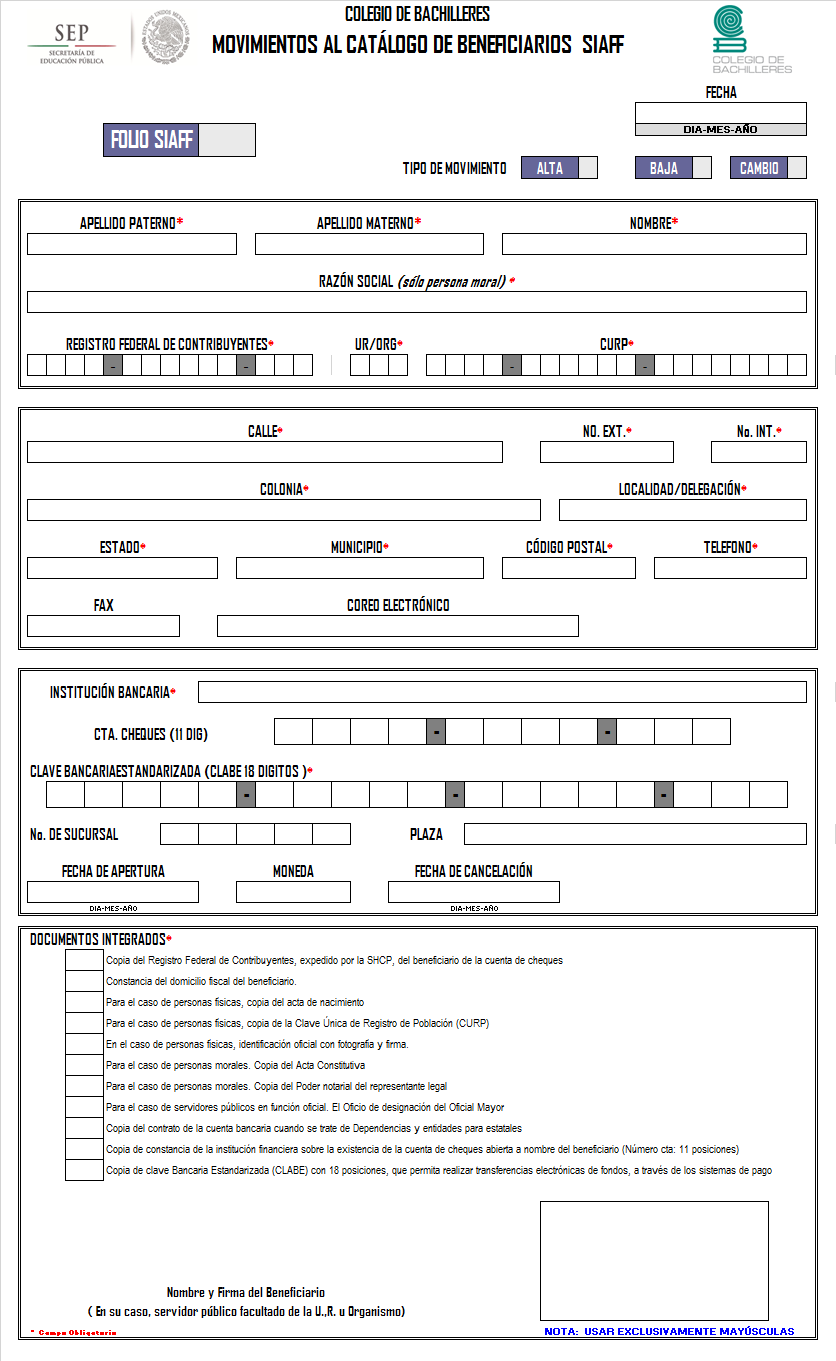 COLEGIO DE BACHILLERES
MOVIMIENTOS AL CATÁLOGO DE BENEFICIARIOS SIAFF
SEP
SECRETARÍA DE
EDUCACIÓN PÚBLICA
ESTADOS UNIDOS MEXICANOS
COLEGIO DE
BACHILLERES
FECHA
DIA-MES-AÑO
FOLIO SIAFF
TIPO DE MOVIMIENTO ALTA BAJA CAMBIO
APELLIDO PATERNO* APELLIDO MATERNO* NOMBRE*
RAZÓN SOCIAL (sólo persona moral) *
REGISTRO FEDERAL DE CONTRIBUYENTES* UR/ORG* CURP*
- - - -
CALLE* NO. EXT.* No. INT.*
COLONIA* LOCALIDAD/DELEGACIÓN*
ESTADO* MUNICIPIO* CÓDIGO POSTAL* TELEFONO*
FAX COREO ELECTRÓNICO
INSTITUCIÓN BANCARIA*
CTA. CHEQUES (11 DIG) - -
CLAVE BANCARIAESTANDARIZADA (CLABE 18 DIGITOS )*
- - -
No. DE SUCURSAL PLAZA
FECHA DE APERTURA MONEDA FECHA DE CANCELACIÓN
DIA-MES-AÑO DIA-MES-AÑO
DOCUMENTOS INTEGRADOS*
Copia del Registro Federal de Contribuyentes, expedido por la SHCP, del beneficiario de la cuenta de cheques
Constancia del domicilio fiscal del beneficiario.
Para el caso de personas físicas, copia del acta de nacimiento
Para el caso de personas físicas, copia de la Clave Única de Registro de Población (CURP)
En el caso de personas físicas, identificación oficial con fotografía y firma.
Para el caso de personas morales. Copia del Acta Constitutiva
Para el caso de personas morales. Copia del Poder notarial del representante legal
Para el caso de servidores públicos en función oficial. El Oficio de designación del Oficial Mayor
Copia del contrato de la cuenta bancaria cuando se trate de Dependencias y entidades para estatales
Copia de constancia de la institución financiera sobre la existencia de la cuenta de cheques abierta a nombre del beneficiario (Número cta: 11 posiciones)
Copia de clave Bancaria Estandarizada (CLABE) con 18 posiciones, que permita realizar transferencias electrónicas de fondos, a través de los sistemas de pago
Nombre y Firma del Beneficiario
( En su caso, servidor público facultado de la U.,R. u Organismo)
* Campo Obligatorio
NOTA: USAR EXCLUSIVAMENTE MAYÚSCULAS